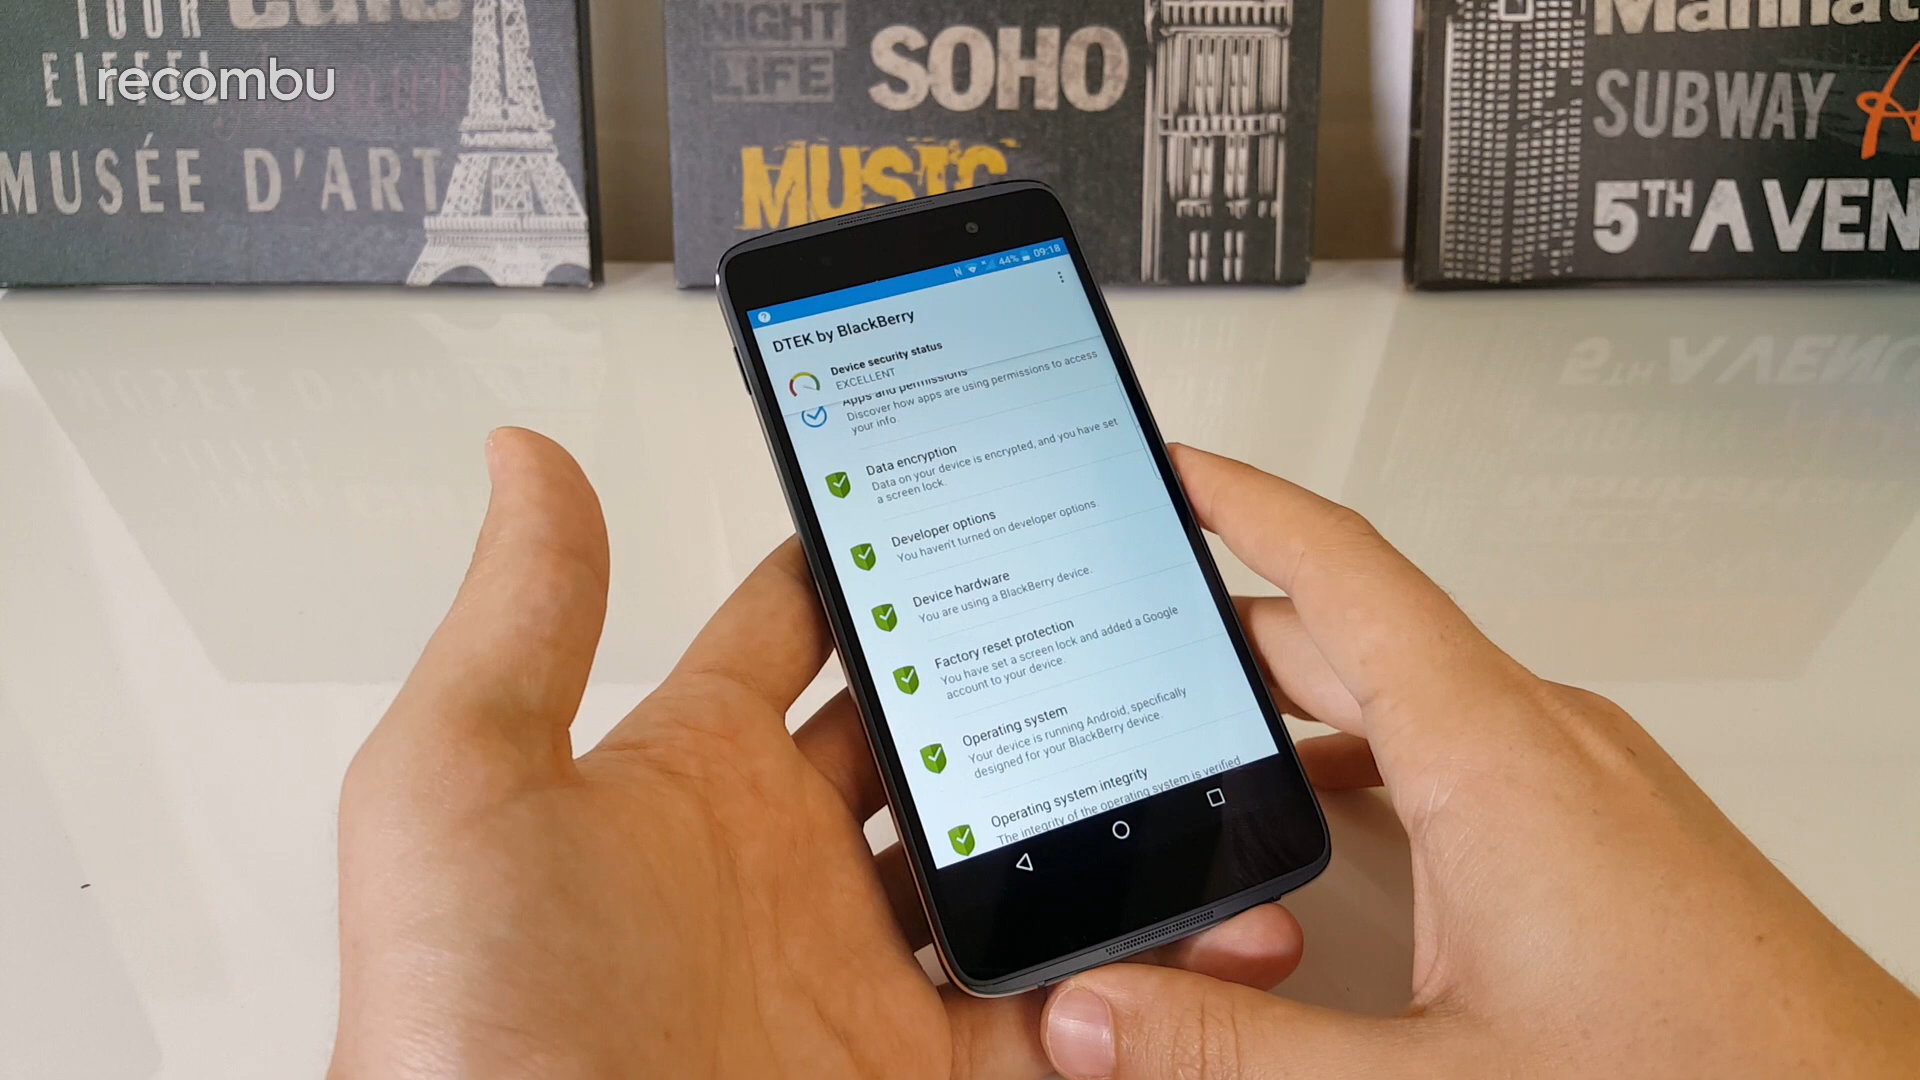 TOUR
EIFFEL
MUSÉE D'ART
recombu
NIGHT
LIFE
SOHO
MUSIC
SUBWAY
5TH AVEN
44% 09:18
DTEK by BlackBerry
Device security status
EXCELLENT
Apps and permissions
Discover how apps are using permissions to access
your info.
Data encryption
Data on your device is encrypted, and you have set
a screen lock.
Developer options
You haven't turned on developer options.
Device hardware
You are using a BlackBerry device.
Factory reset protection
You have set a screen lock and added a Google
account to your device.
Operating system
Your device is running Android, specifically
designed for your BlackBerry device.
Operating system integrity
The integrity of the operating system is verified